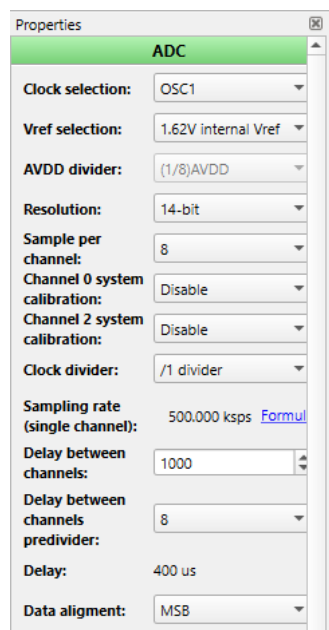 Properties
ADC
Clock selection: OSC1
Vref selection: 1.62V internal Vref
AVDD divider: (1/8)AVDD
Resolution: 14-bit
Sample per
channel: 8
Channel 0 system
calibration: Disable
Channel 2 system
calibration: Disable
Clock divider: /1 divider
Sampling rate
(single channel): 500.000 ksps Formul
Delay between
channels: 1000
Delay between
channels
predivider: 8
Delay: 400 us
Data aligment: MSB